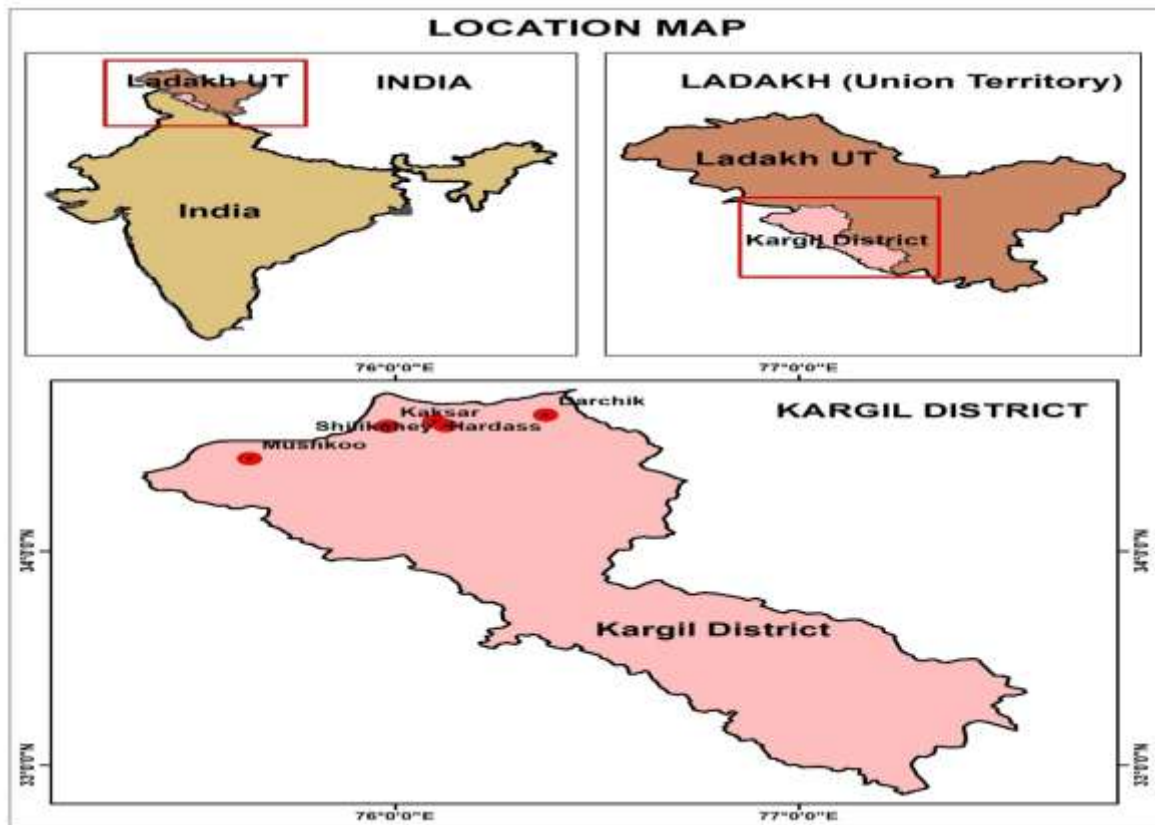 LOCATION MAP
Ladakh UT
INDIA
India
LADAKH (Union Territory)
Ladakh UT
Kargil District
76°0'0"E
77°0'0"E
KARGIL DISTRICT
Darchik
Kaksar
Hardass
Mushkoo
Kargil District
76°0'0"E
77°0'0"E